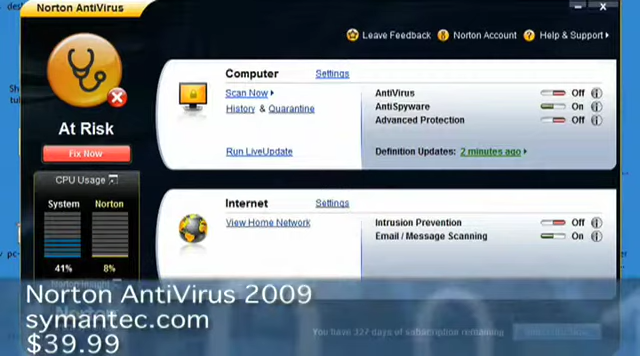 Norton AntiVirus
Leave Feedback
Norton Account
Help & Support
Computer Settings
Scan Now
History & Quarantine
Run LiveUpdate
AntiVirus Off
AntiSpyware On
Advanced Protection Off
Definition Updates: 2 minutes ago
At Risk
Fix Now
CPU Usage
System Norton
41% 8%
Internet Settings
View Home Network
Intrusion Prevention Off
Email / Message Scanning On
Norton Insight
Norton AntiVirus 2009
symantec.com
$39.99
You have 327 days of subscription remaining